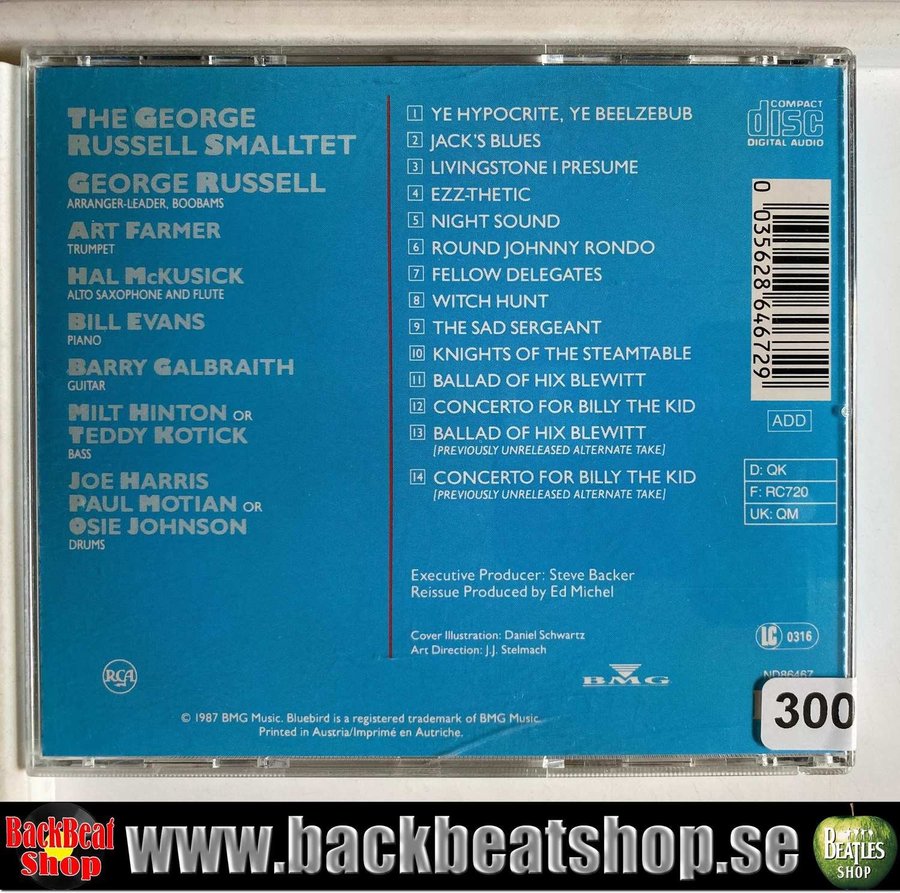 THE GEORGE
RUSSELL SMALLTET
GEORGE RUSSELL
ARRANGER-LEADER, BOOBAMS
ART FARMER
TRUMPET
HAL MCKUSICK
ALTO SAXOPHONE AND FLUTE
BILL EVANS
PIANO
BARRY GALBRAITH
GUITAR
MILT HINTON OR
TEDDY KOTICK
BASS
JOE HARRIS
PAUL MOTIAN OR
OSIE JOHNSON
DRUMS
1 YE HYPOCRITE, YE BEELZEBUB
2 JACK'S BLUES
3 LIVINGSTONE I PRESUME
4 EZZ-THETIC
5 NIGHT SOUND
6 ROUND JOHNNY RONDO
7 FELLOW DELEGATES
8 WITCH HUNT
9 THE SAD SERGEANT
10 KNIGHTS OF THE STEAMTABLE
11 BALLAD OF HIX BLEWITT
12 CONCERTO FOR BILLY THE KID
13 BALLAD OF HIX BLEWITT
[PREVIOUSLY UNRELEASED ALTERNATE TAKE]
14 CONCERTO FOR BILLY THE KID
[PREVIOUSLY UNRELEASED ALTERNATE TAKE]
Executive Producer: Steve Backer
Reissue Produced by Ed Michel
Cover Illustration: Daniel Schwartz
Art Direction: J.J. Stelmach
COMPACT
disc
DIGITAL AUDIO
0 035628 646729
ADD
D: QK
F: RC720
UK: QM
LC 0316
ND86467
300
RCA
BMG
© 1987 BMG Music. Bluebird is a registered trademark of BMG Music.
Printed in Austria/Imprimé en Autriche.
BackBeat
Shop
www.backbeatshop.se
BEATLES
SHOP